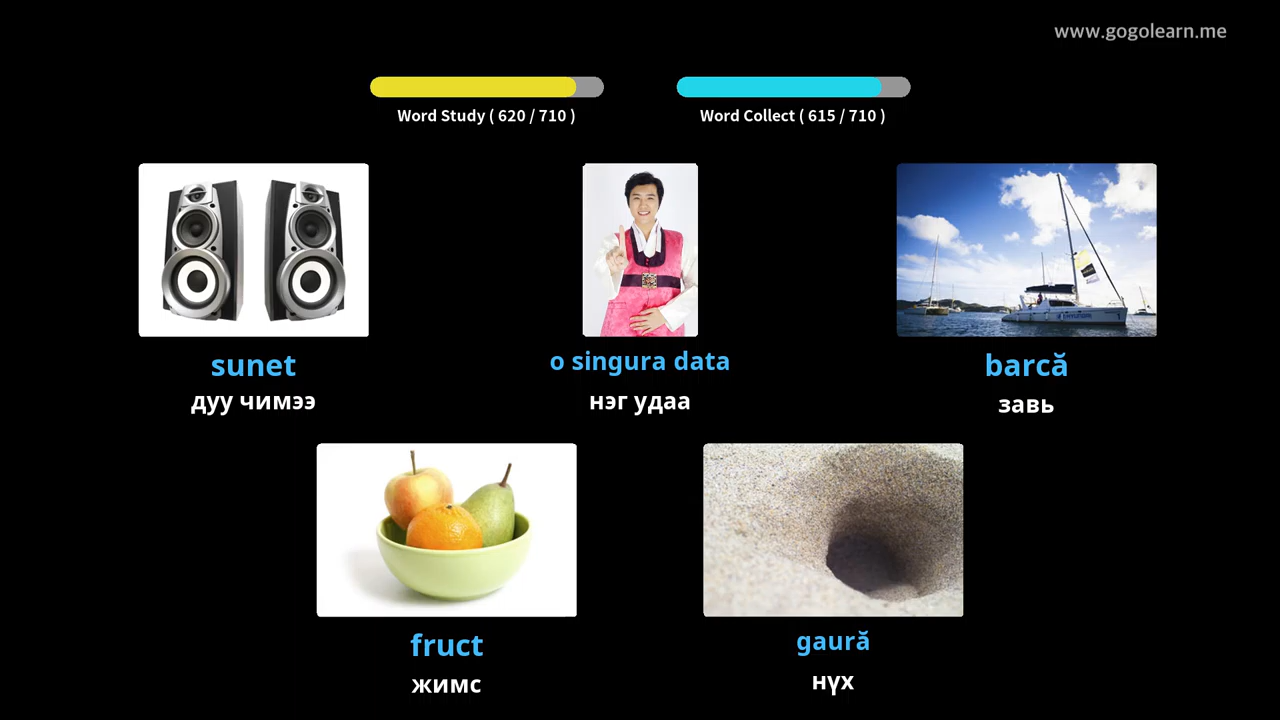 www.gogolearn.me
Word Study ( 620 / 710 )
Word Collect ( 615 / 710 )
sunet
дуу чимээ
o singura data
нэг удаа
barcă
завь
fruct
жимс
gaură
нүх